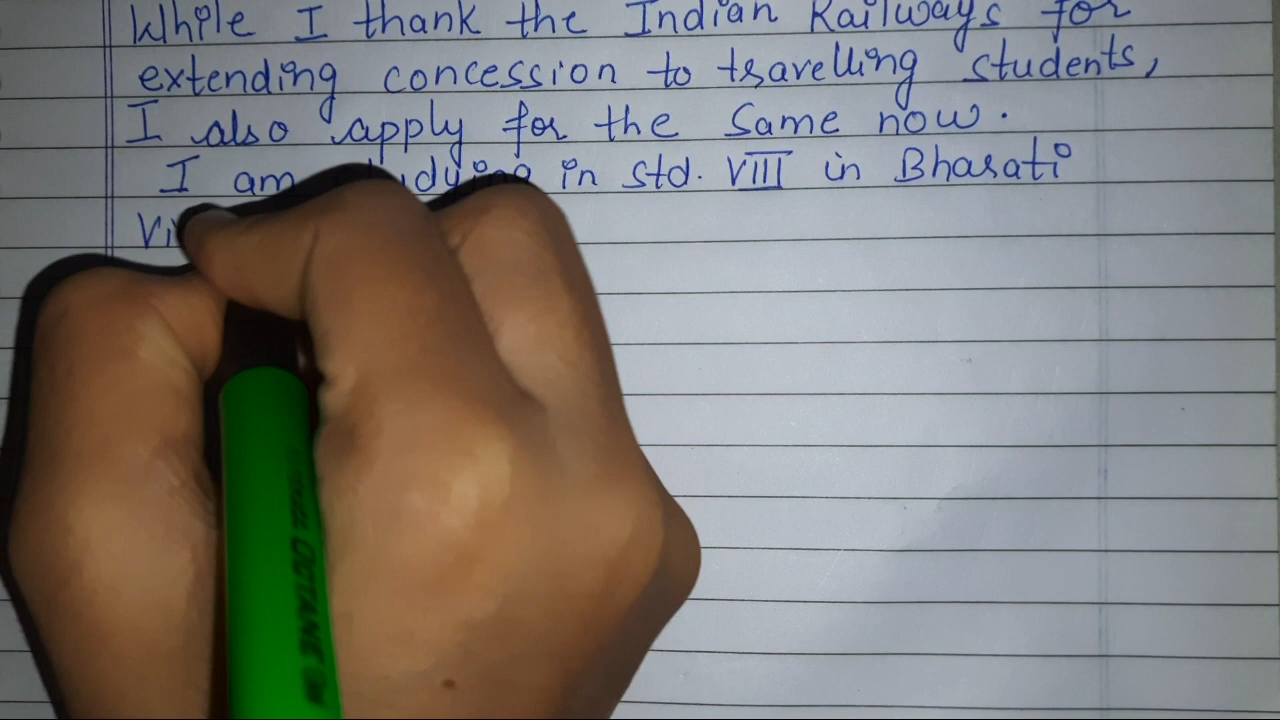 While I thank the Indian Railways for
extending concession to travelling students,
I also apply for the same now.
I am in std. VIII in Bharati
OCTANE